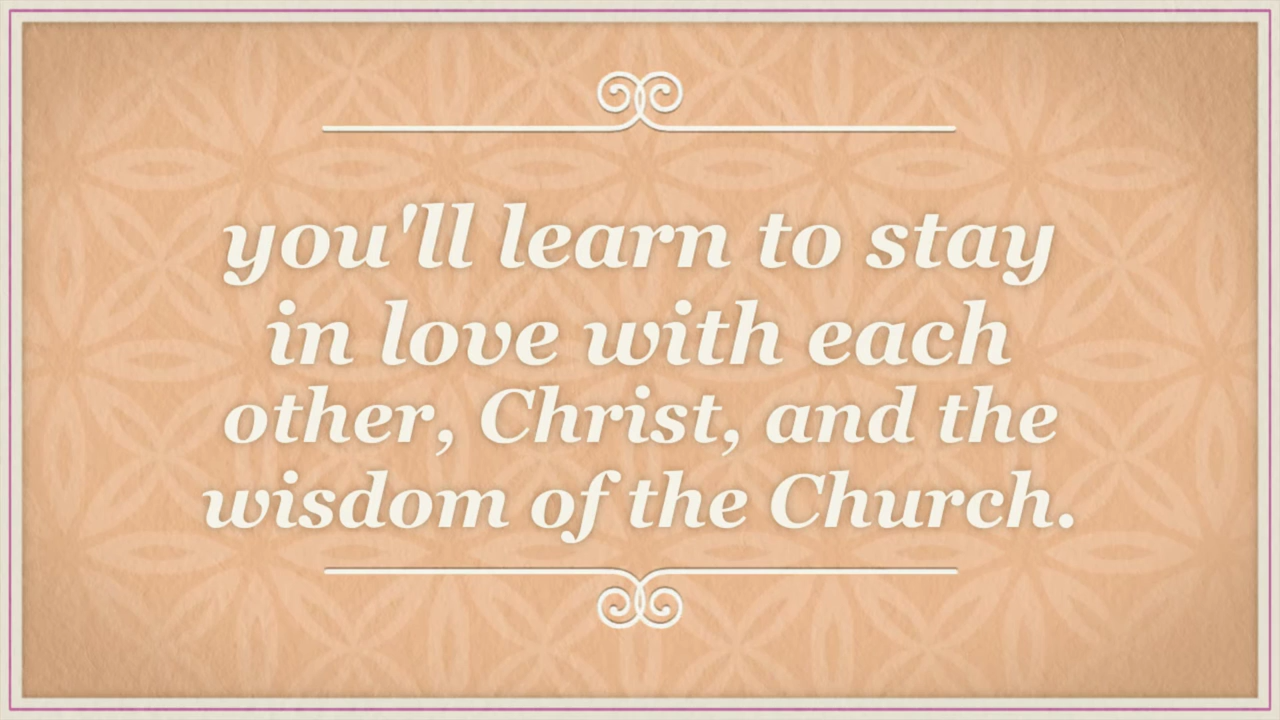 you'll learn to stay
in love with each
other, Christ, and the
wisdom of the Church.